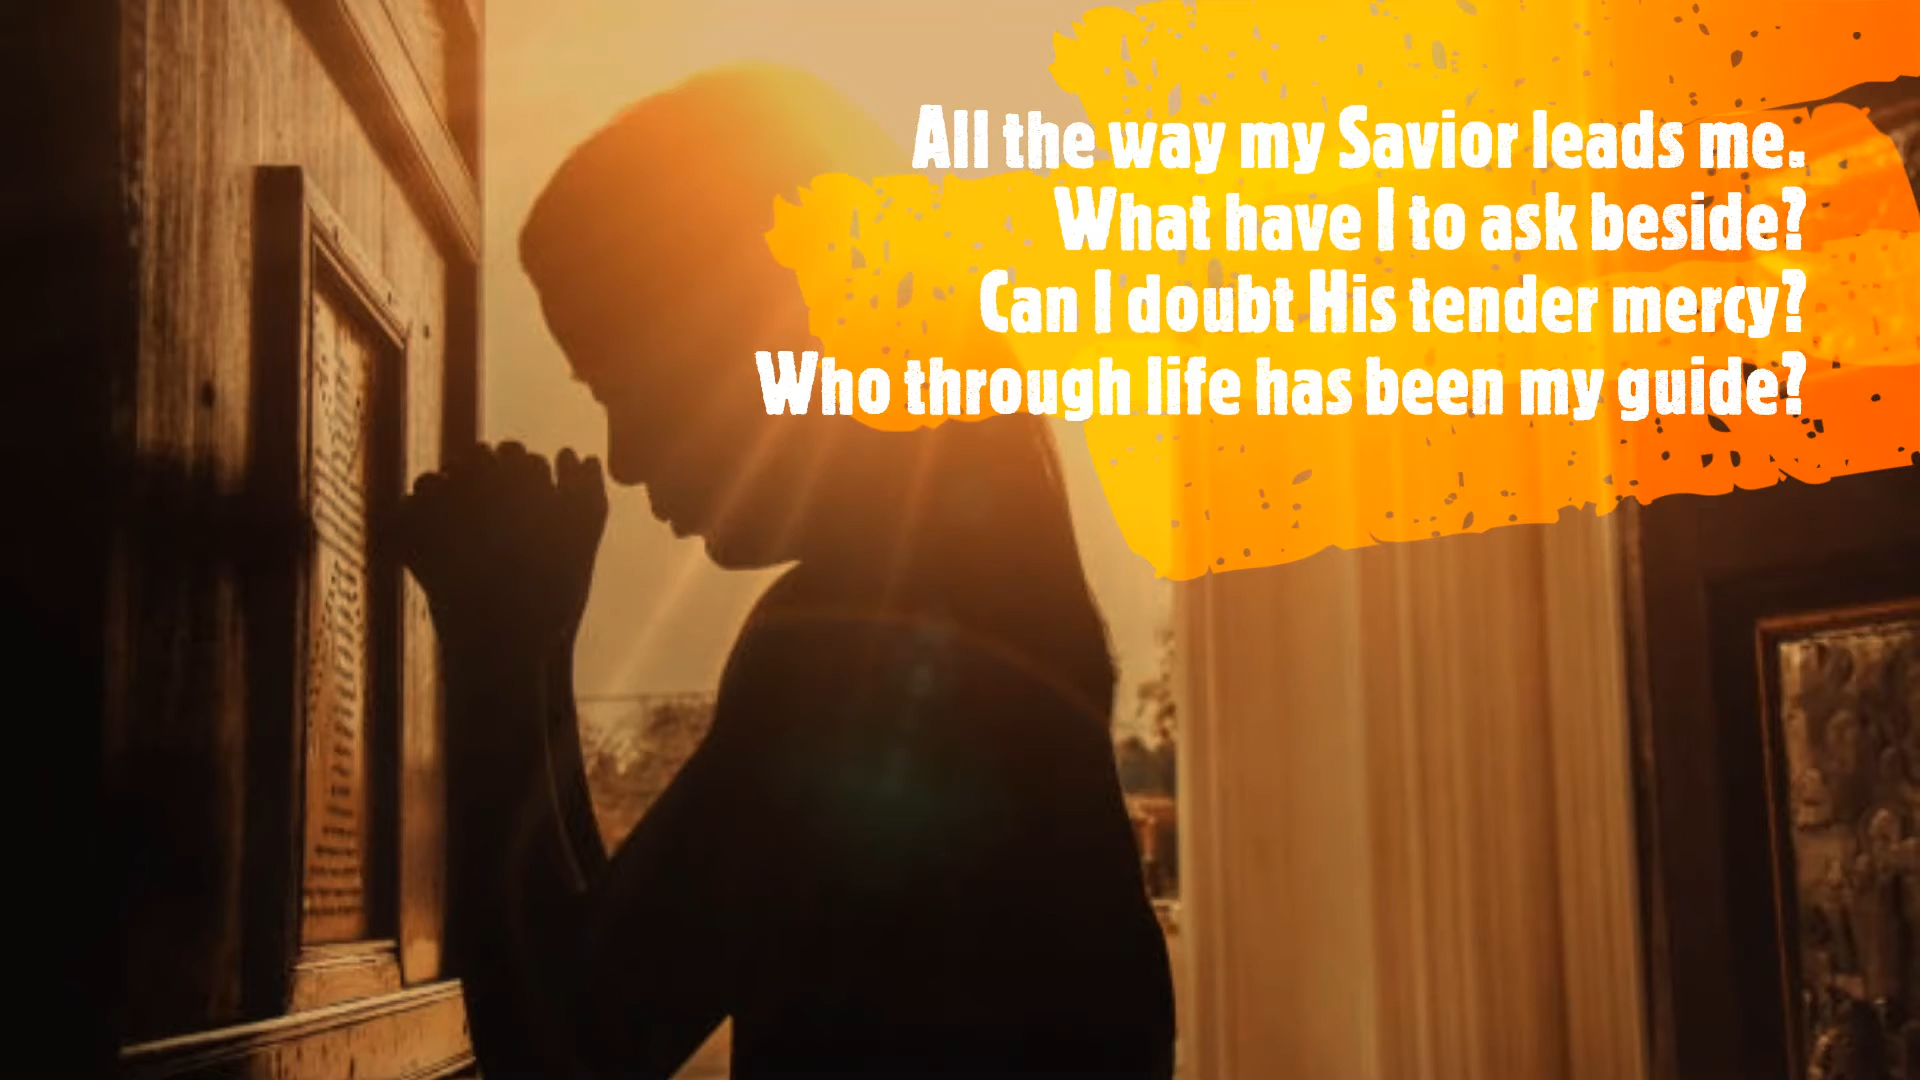 All the way my Savior leads me.
What have I to ask beside?
Can I doubt His tender mercy?
Who through life has been my guide?